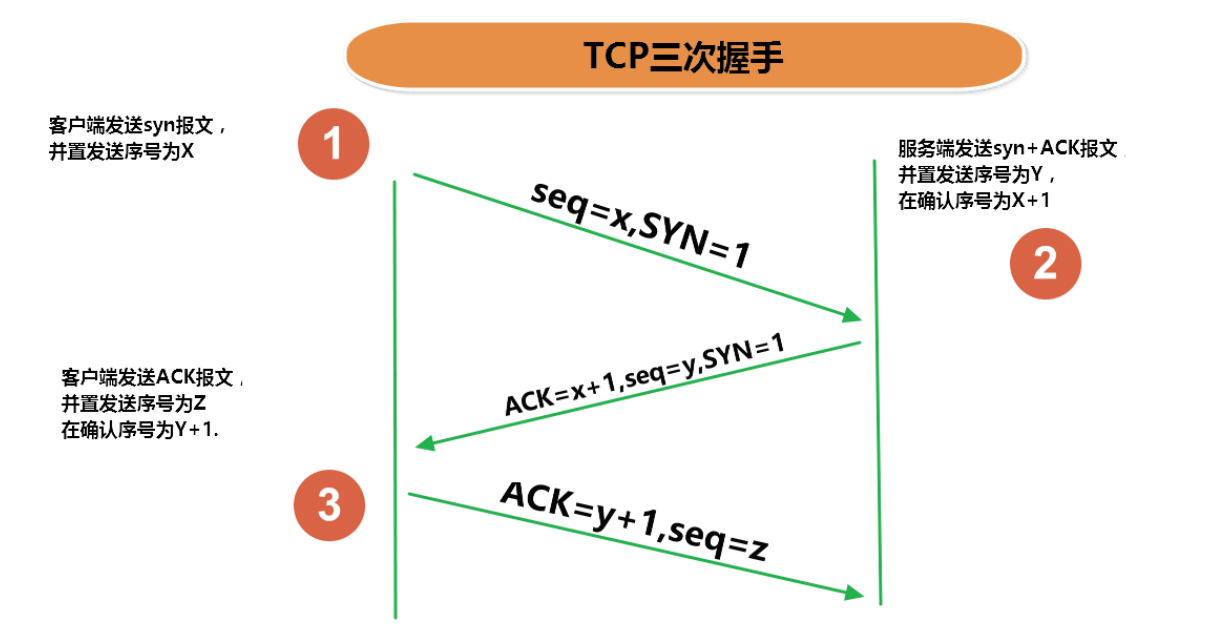 TCP三次握手
客户端发送syn报文，
并置发送序号为X
1
服务端发送syn+ACK报文，
并置发送序号为Y，
在确认序号为X+1
2
seq=x,SYN=1
ACK=x+1,seq=y,SYN=1
客户端发送ACK报文，
并置发送序号为Z
在确认序号为Y+1.
3
ACK=y+1,seq=z